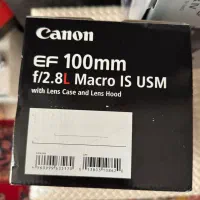 Canon
EF 100mm
f/2.8L Macro IS USM
with Lens Case and Lens Hood